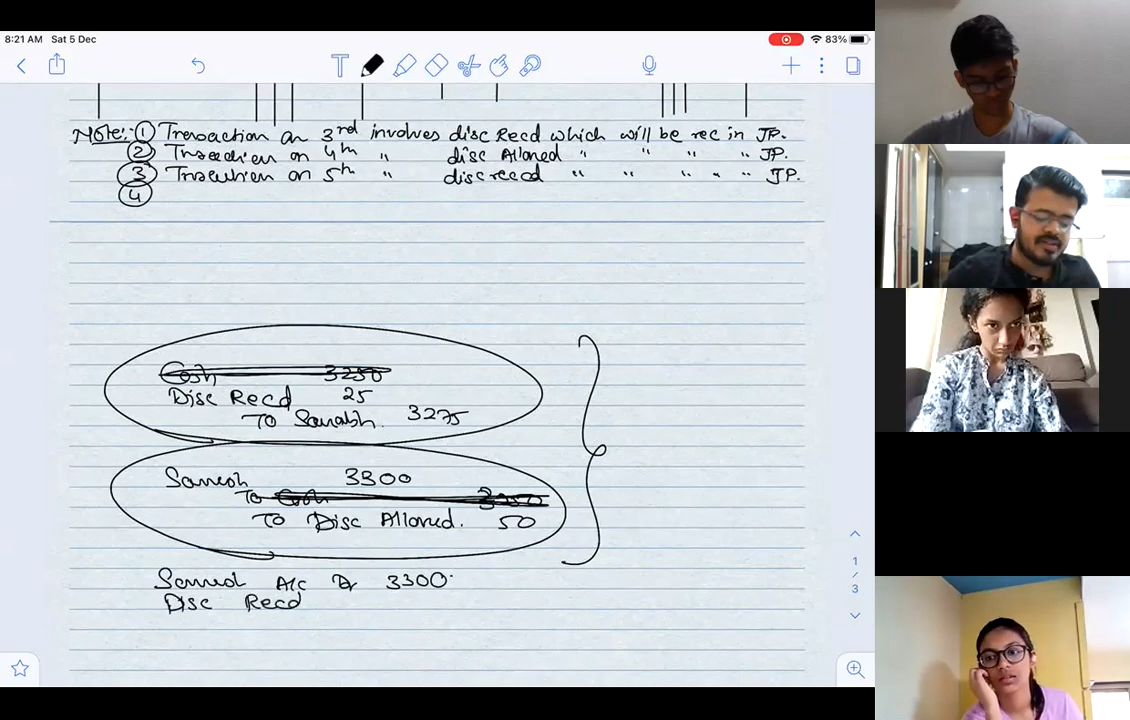 8:21 AM Sat 5 Dec
83%
Note:- 1 Transaction on 3rd involves disc Recd which will be rec in JP.
2 Transaction on 4th " disc Allowed " " " " JP.
3 Transaction on 5th " disc recd " " " " JP.
4
Cash 3250
Disc Recd 25
To Saurabh 3275
3300
To Cash
To Disc Allowed. 50
A/c Dr 3300
Disc Recd
1
/
3